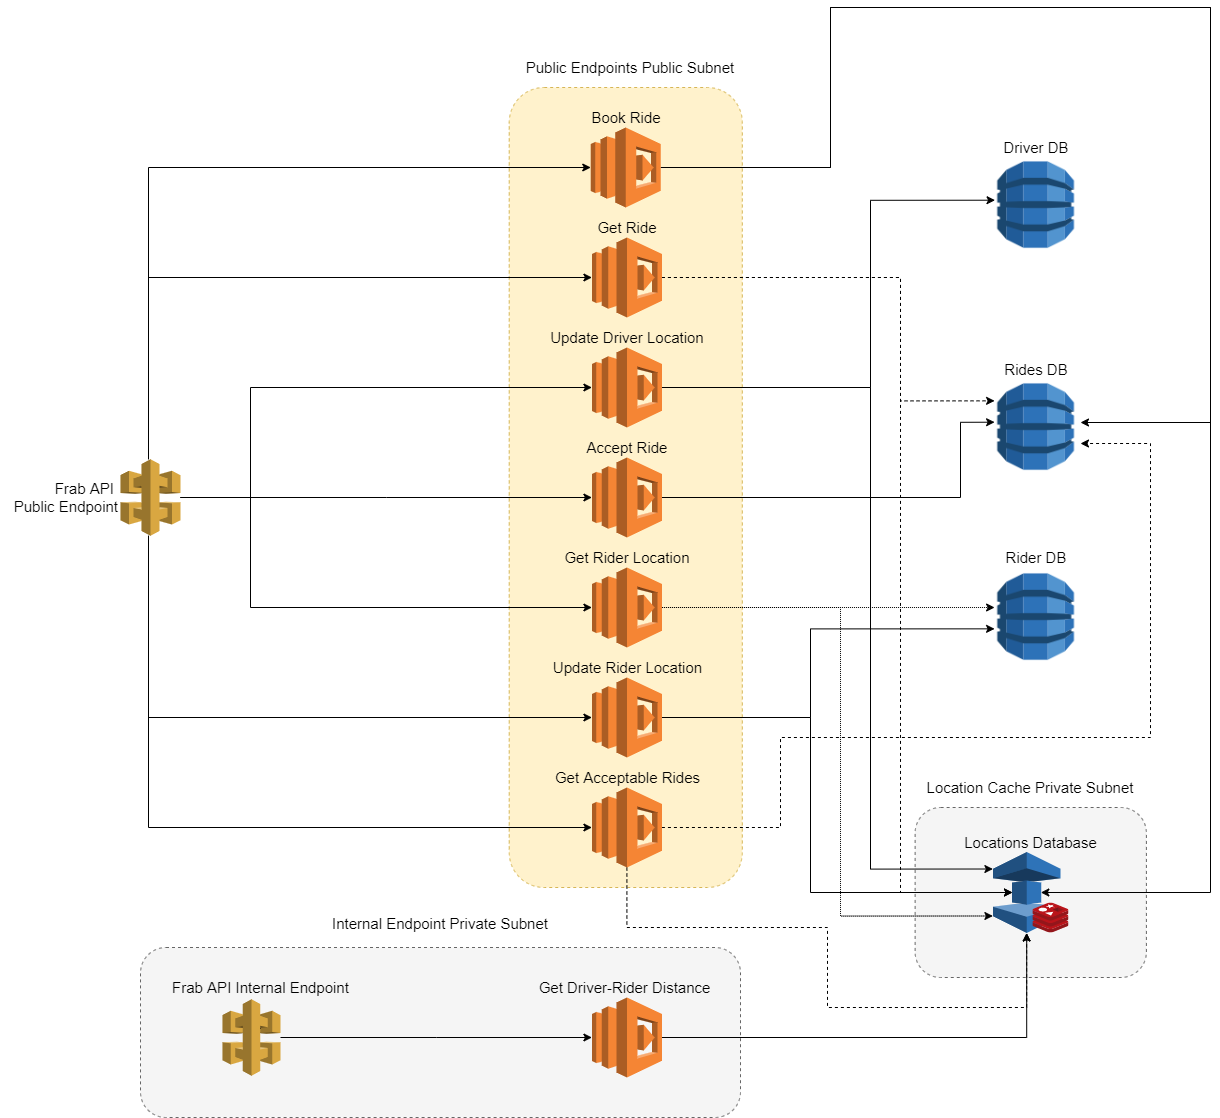 Public Endpoints Public Subnet
Book Ride
Driver DB
Get Ride
Update Driver Location
Rides DB
Accept Ride
Frab API
Public Endpoint
Get Rider Location
Rider DB
Update Rider Location
Get Acceptable Rides
Location Cache Private Subnet
Locations Database
Internal Endpoint Private Subnet
Frab API Internal Endpoint
Get Driver-Rider Distance